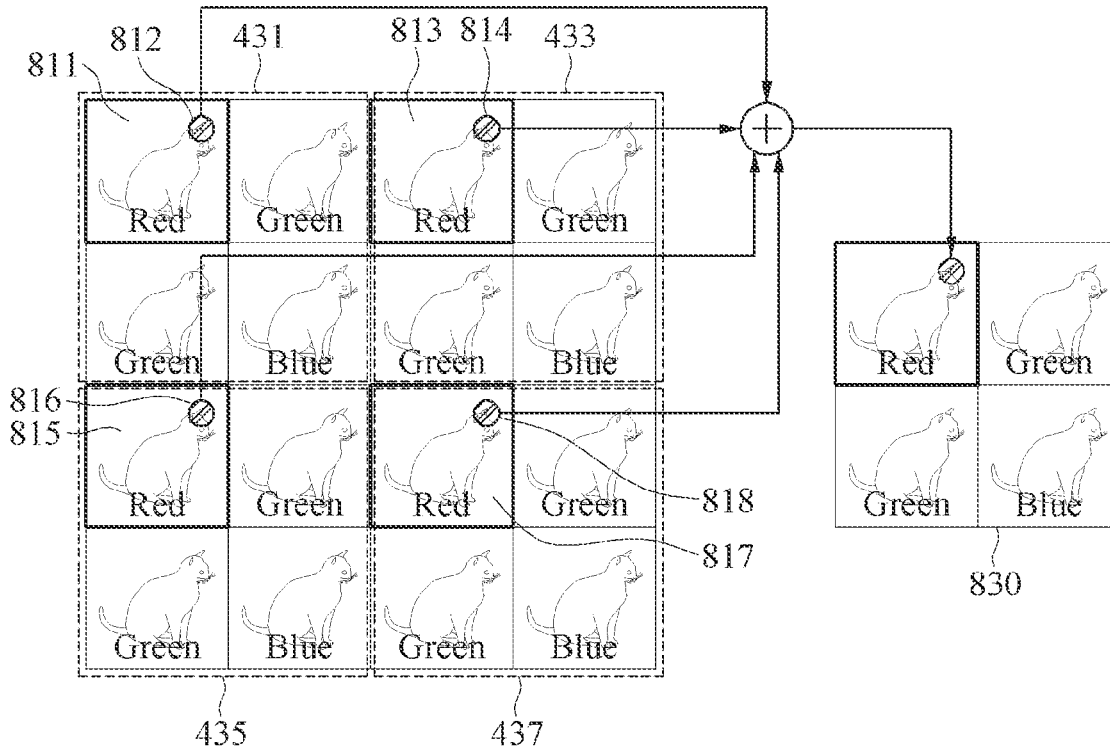 812 431 813 814 433
811
Red Green Red Green
Green Blue Green Blue
Red Green
816
815
Red Green Red Green
818
Green Blue
817
830
Green Blue Green Blue
435 437